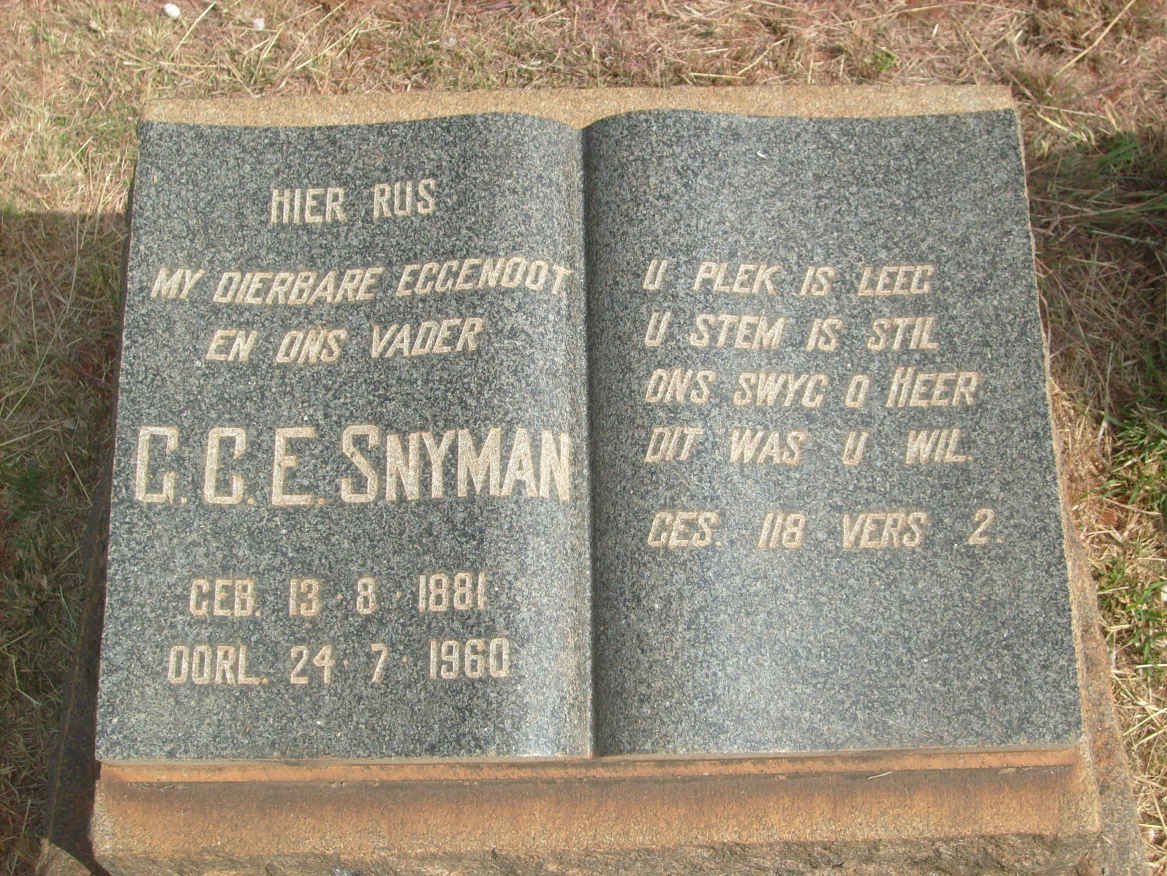 HIER RUS
MY DIERBARE EGGENOOT
EN ONS VADER
G. G. E. SNYMAN
GEB. 13·8·1881
OORL. 24·7·1960
U PLEK IS LEEG
U STEM IS STIL
ONS SWYG O HEER
DIT WAS U WIL.
GES. 118 VERS 2.